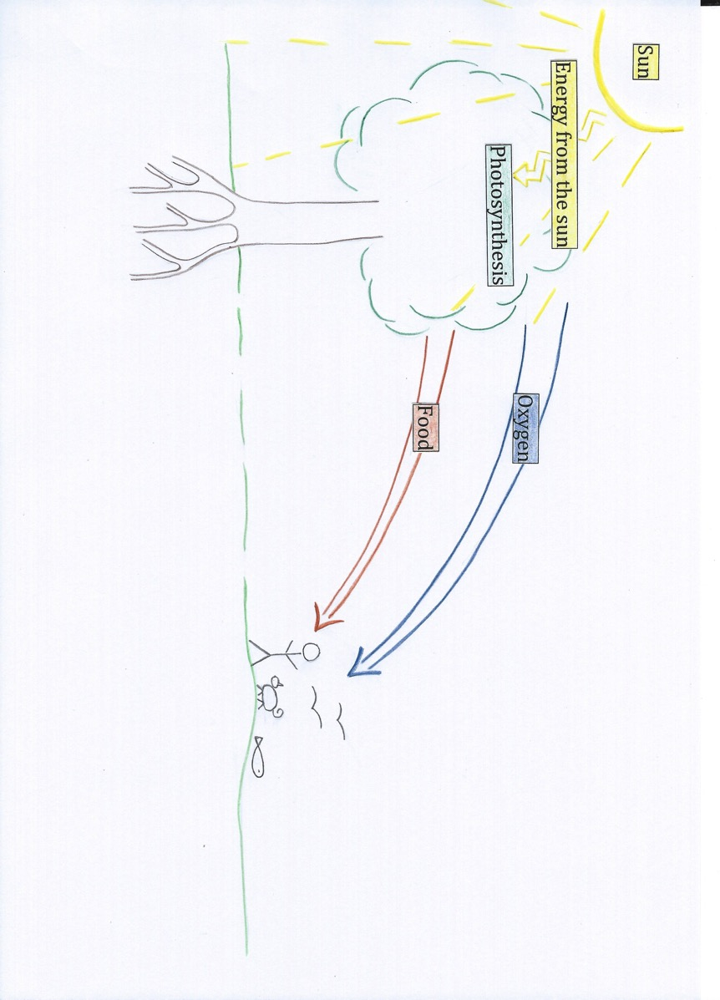 Sun
Energy from the sun
Photosynthesis
Oxygen
Food